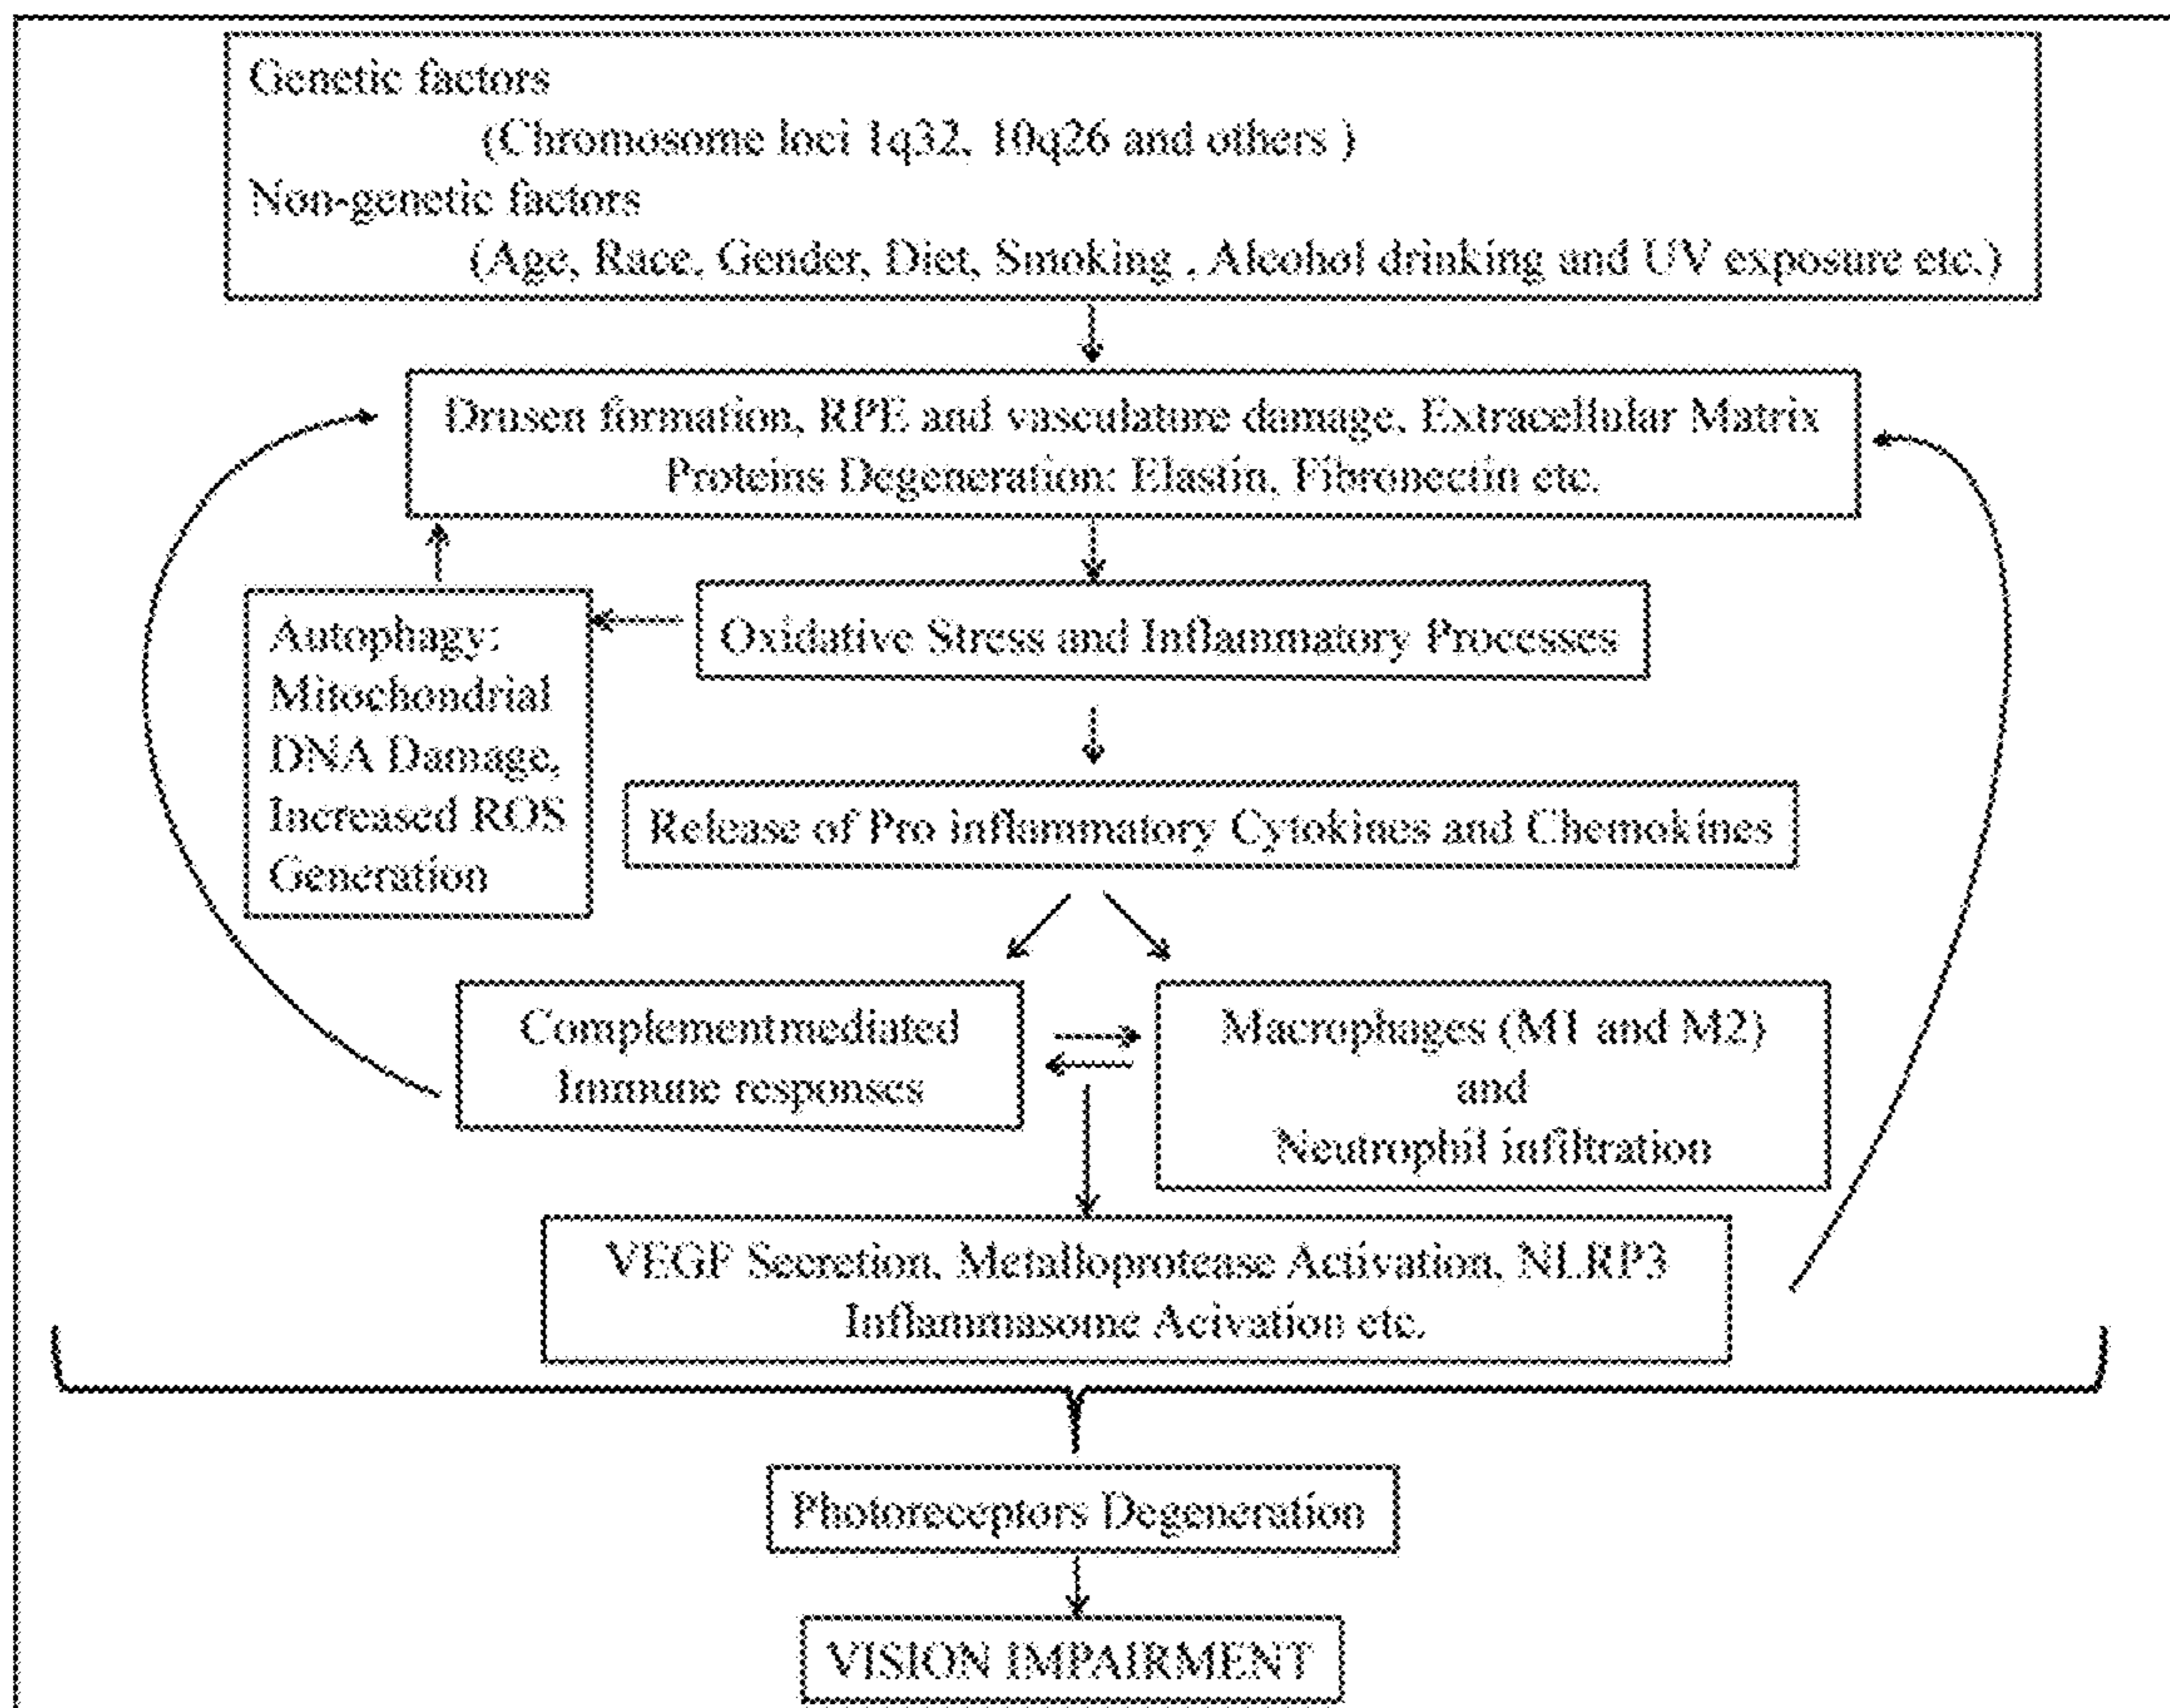 Genetic factors
(Chromosome loci 1q32, 10q26 and others )
Non-genetic factors
(Age, Race, Gender, Diet, Smoking , Alcohol drinking and UV exposure etc.)
Drusen formation, RPE and vasculature damage, Extracellular Matrix
Proteins Degeneration: Elastin, Fibronectin etc.
Oxidative Stress and Inflammatory Processes
Autophagy:
Mitochondrial
DNA Damage,
Increased ROS
Generation
Release of Pro inflammatory Cytokines and Chemokines
Complementmediated
Immune responses
Macrophages (M1 and M2)
and
Neutrophil infiltration
VEGF Secretion, Metalloprotease Activation, NLRP3
Inflammasome Acivation etc.
Photoreceptors Degeneration
VISION IMPAIRMENT